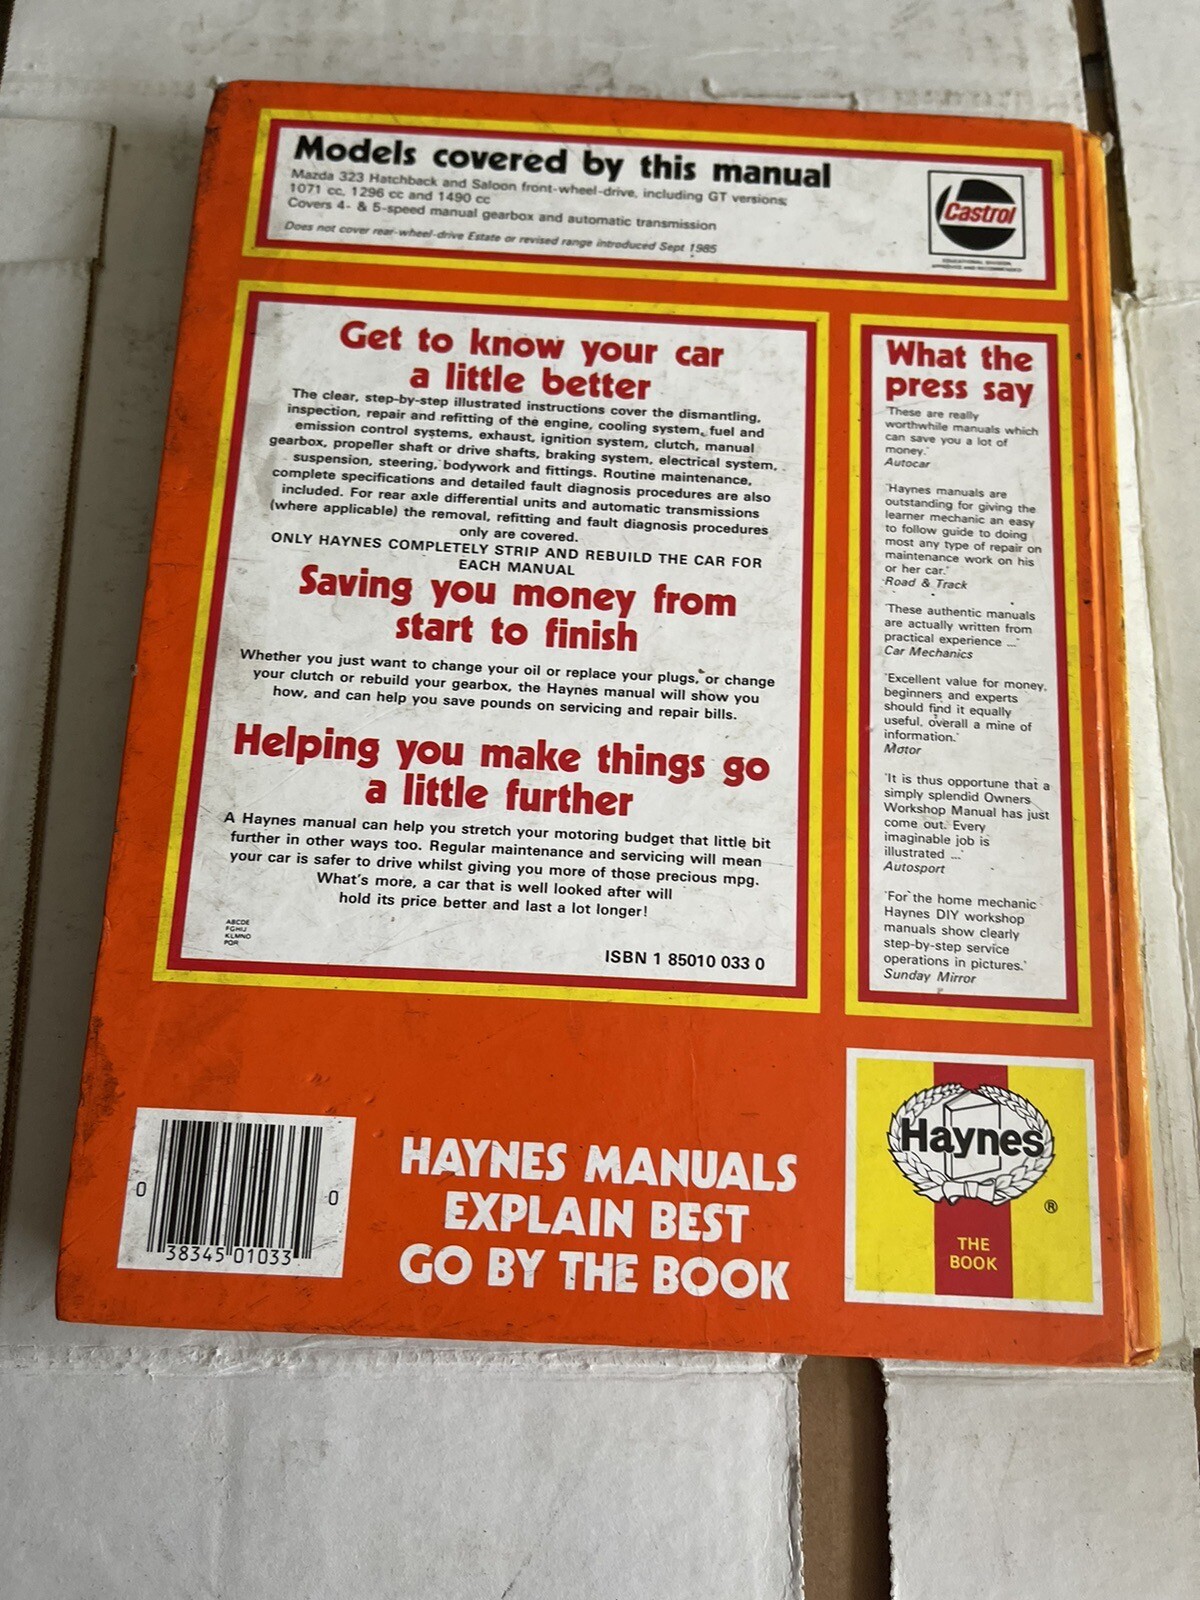 Models covered by this manual
Mazda 323 Hatchback and Saloon front-wheel-drive, including GT versions;
1071 cc, 1296 cc and 1490 cc
Covers 4- & 5-speed manual gearbox and automatic transmission
Does not cover rear-wheel-drive Estate or revised range introduced Sept 1985
Castrol
EDUCATIONAL DIVISION
APPROVED AND RECOMMENDED
Get to know your car
a little better
The clear, step-by-step illustrated instructions cover the dismantling,
inspection, repair and refitting of the engine, cooling system, fuel and
emission control systems, exhaust, ignition system, clutch, manual
gearbox, propeller shaft or drive shafts, braking system, electrical system,
suspension, steering, bodywork and fittings. Routine maintenance,
complete specifications and detailed fault diagnosis procedures are also
included. For rear axle differential units and automatic transmissions
(where applicable) the removal, refitting and fault diagnosis procedures
only are covered.
ONLY HAYNES COMPLETELY STRIP AND REBUILD THE CAR FOR
EACH MANUAL
Saving you money from
start to finish
Whether you just want to change your oil or replace your plugs, or change
your clutch or rebuild your gearbox, the Haynes manual will show you
how, and can help you save pounds on servicing and repair bills.
Helping you make things go
a little further
A Haynes manual can help you stretch your motoring budget that little bit
further in other ways too. Regular maintenance and servicing will mean
your car is safer to drive whilst giving you more of those precious mpg.
What's more, a car that is well looked after will
hold its price better and last a lot longer!
ABCDE
FGHIJ
KLMNO
PQR
ISBN 1 85010 033 0
What the
press say
'These are really
worthwhile manuals which
can save you a lot of
money.'
Autocar
'Haynes manuals are
outstanding for giving the
learner mechanic an easy
to follow guide to doing
most any type of repair on
maintenance work on his
or her car.'
Road & Track
'These authentic manuals
are actually written from
practical experience ...'
Car Mechanics
'Excellent value for money,
beginners and experts
should find it equally
useful, overall a mine of
information.'
Motor
'It is thus opportune that a
simply splendid Owners
Workshop Manual has just
come out. Every
imaginable job is
illustrated ...'
Autosport
'For the home mechanic
Haynes DIY workshop
manuals show clearly
step-by-step service
operations in pictures.'
Sunday Mirror
0 38345 01033 0
HAYNES MANUALS
EXPLAIN BEST
GO BY THE BOOK
Haynes
®
THE
BOOK